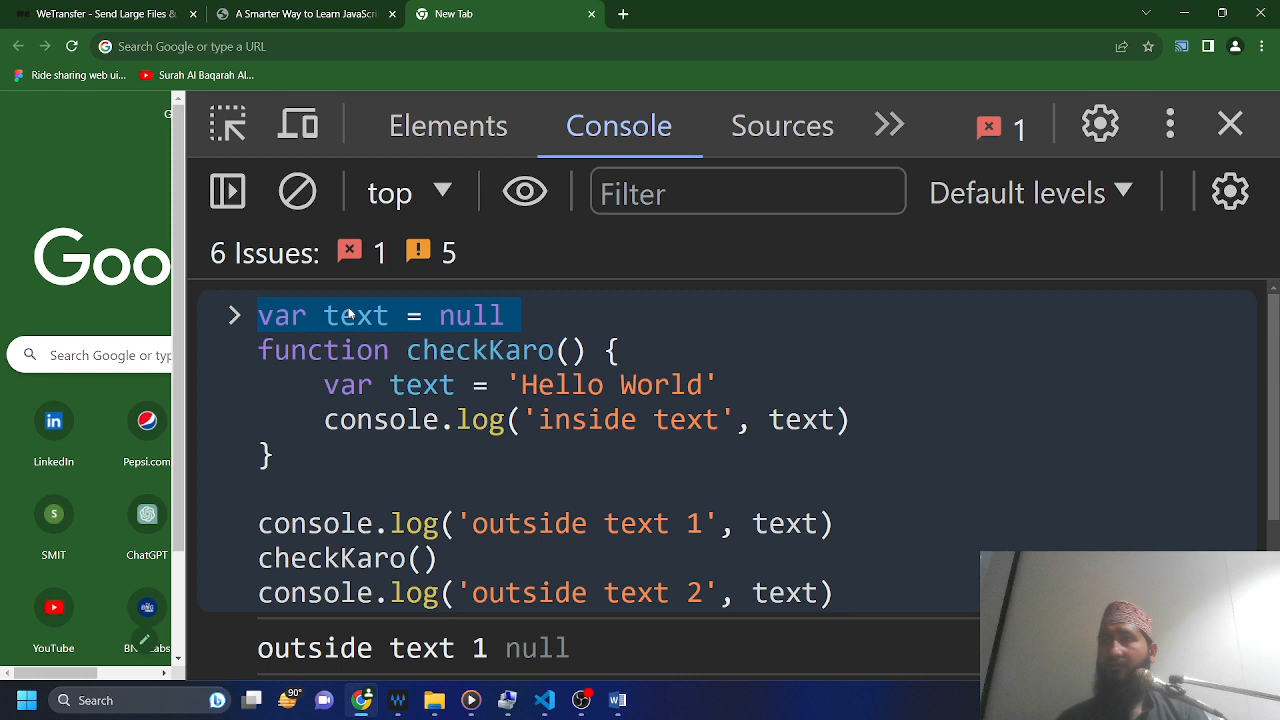 WeTransfer - Send Large Files &
A Smarter Way to Learn JavaScri
New Tab
Search Google or type a URL
Ride sharing web ui...
Surah Al Baqarah Al...
Elements
Console
Sources
1
top
Filter
Default levels
6 Issues:
1
5
Goo
Search Google or typ
LinkedIn
Pepsi.com
S
SMIT
ChatGPT
YouTube
var text = null
function checkKaro() {
var text = 'Hello World'
console.log('inside text', text)
}
console.log('outside text 1', text)
checkKaro()
console.log('outside text 2', text)
outside text 1 null
Search
90°